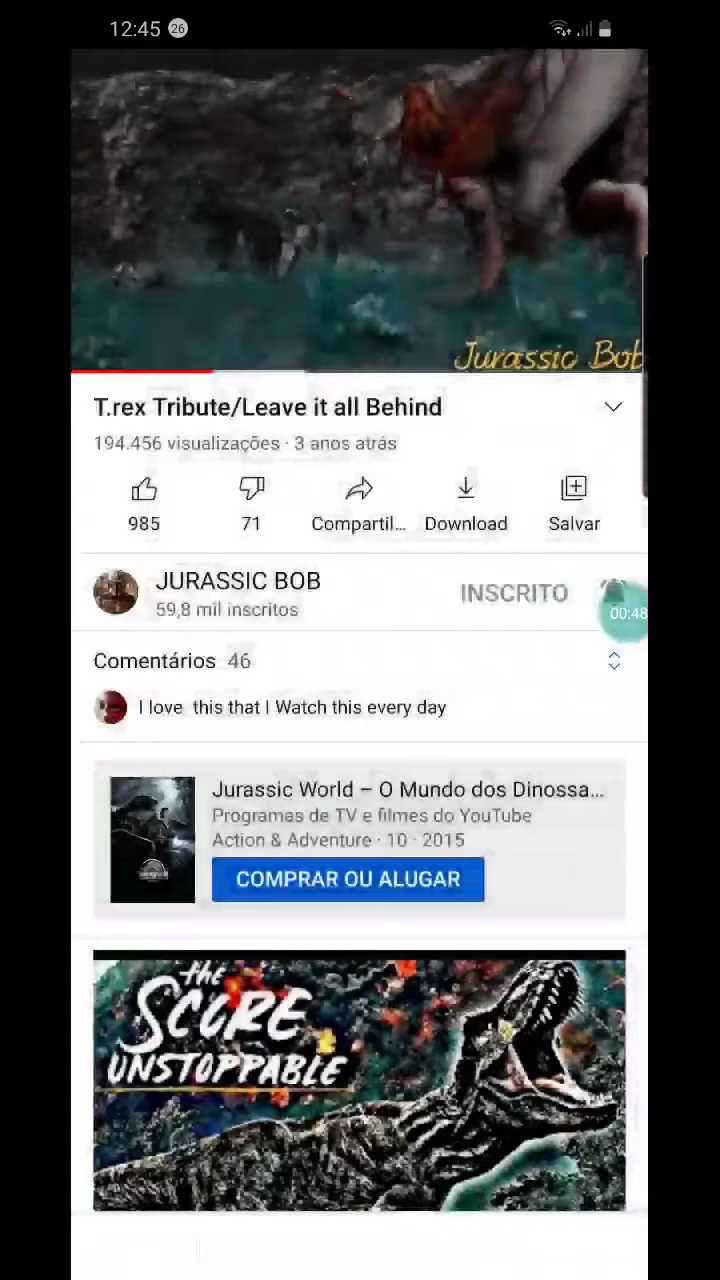 12:45 26
Jurassic Bob
T.rex Tribute/Leave it all Behind
194.456 visualizações · 3 anos atrás
985 71 Compartil... Download Salvar
JURASSIC BOB
INSCRITO
59,8 mil inscritos
00:48
Comentários 46
I love this that I Watch this every day
Jurassic World – O Mundo dos Dinossa...
Programas de TV e filmes do YouTube
Action & Adventure · 10 · 2015
COMPRAR OU ALUGAR
the
SCORE
UNSTOPPABLE